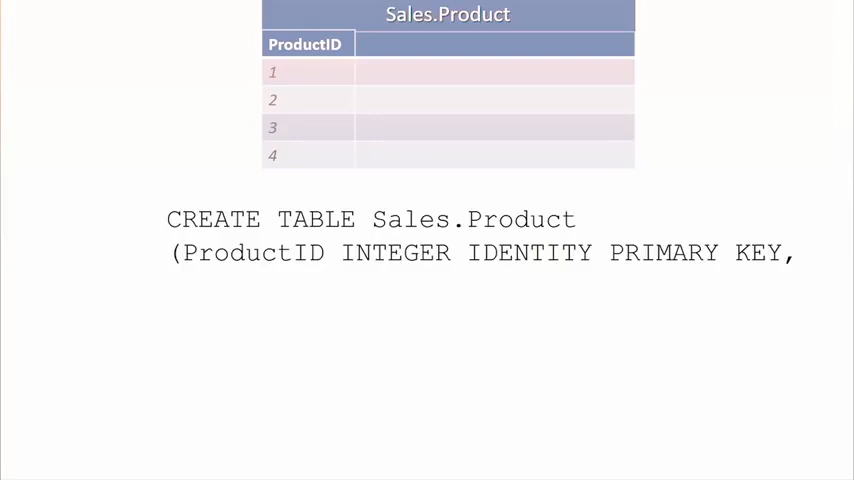 Sales.Product
ProductID
1
2
3
4
CREATE TABLE Sales.Product
(ProductID INTEGER IDENTITY PRIMARY KEY,